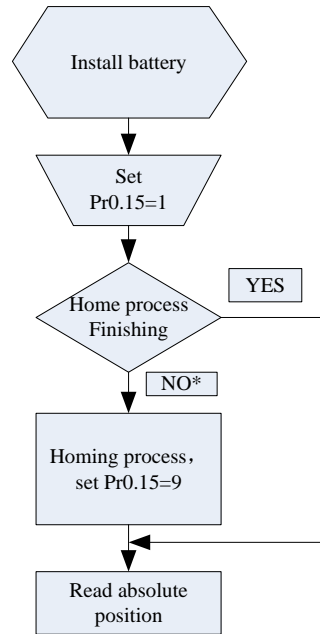 Install battery
Set
Pr0.15=1
Home process
Finishing
YES
NO*
Homing process，
set Pr0.15=9
Read absolute
position